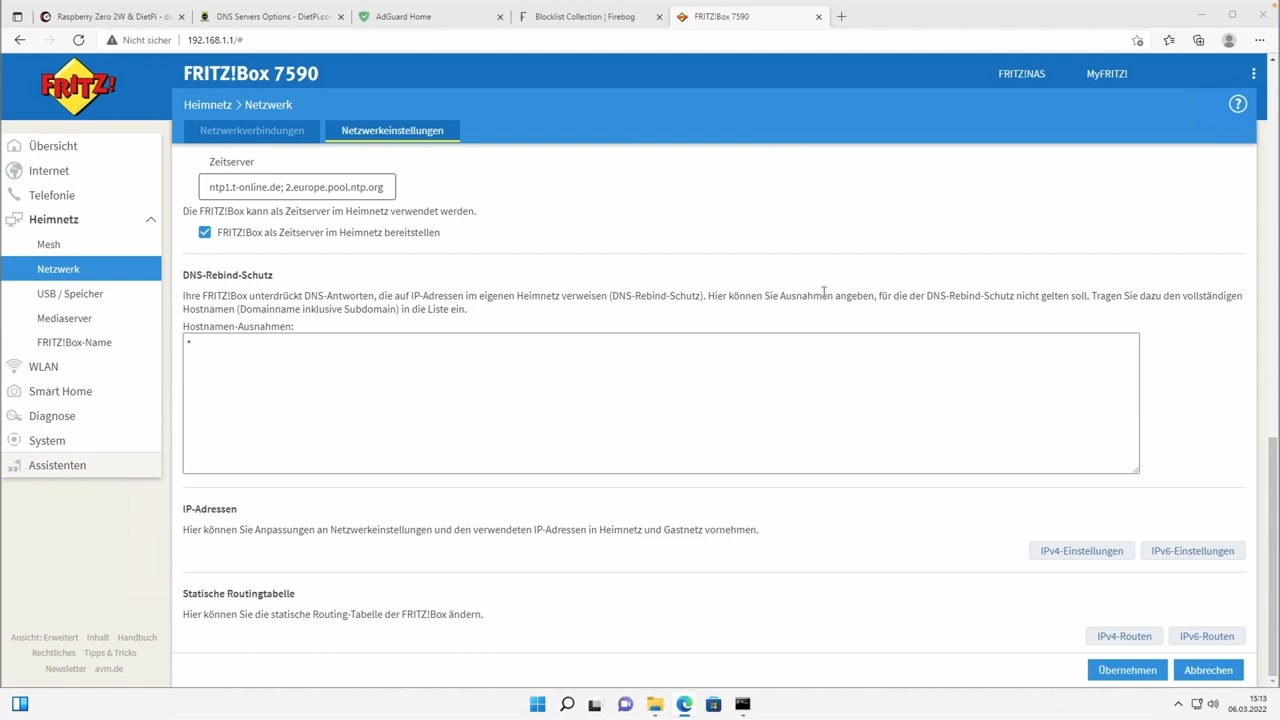 Raspberry Zero 2W & DietPi - d
DNS Servers Options - DietPi.co
AdGuard Home
Blocklist Collection | Firebog
FRITZ!Box 7590
Nicht sicher
192.168.1.1/#
FRITZ!
FRITZ!Box 7590
FRITZ!NAS
MyFRITZ!
Heimnetz > Netzwerk
Netzwerkverbindungen
Netzwerkeinstellungen
Übersicht
Internet
Telefonie
Heimnetz
Mesh
Netzwerk
USB / Speicher
Mediaserver
FRITZ!Box-Name
WLAN
Smart Home
Diagnose
System
Assistenten
Ansicht: Erweitert Inhalt Handbuch
Rechtliches Tipps & Tricks
Newsletter avm.de
Zeitserver
ntp1.t-online.de; 2.europe.pool.ntp.org
Die FRITZ!Box kann als Zeitserver im Heimnetz verwendet werden.
FRITZ!Box als Zeitserver im Heimnetz bereitstellen
DNS-Rebind-Schutz
Ihre FRITZ!Box unterdrückt DNS-Antworten, die auf IP-Adressen im eigenen Heimnetz verweisen (DNS-Rebind-Schutz). Hier können Sie Ausnahmen angeben, für die der DNS-Rebind-Schutz nicht gelten soll. Tragen Sie dazu den vollständigen
Hostnamen (Domainname inklusive Subdomain) in die Liste ein.
Hostnamen-Ausnahmen:
*
IP-Adressen
Hier können Sie Anpassungen an Netzwerkeinstellungen und den verwendeten IP-Adressen in Heimnetz und Gastnetz vornehmen.
IPv4-Einstellungen
IPv6-Einstellungen
Statische Routingtabelle
Hier können Sie die statische Routing-Tabelle der FRITZ!Box ändern.
IPv4-Routen
IPv6-Routen
Übernehmen
Abbrechen
15:13
06.03.2022